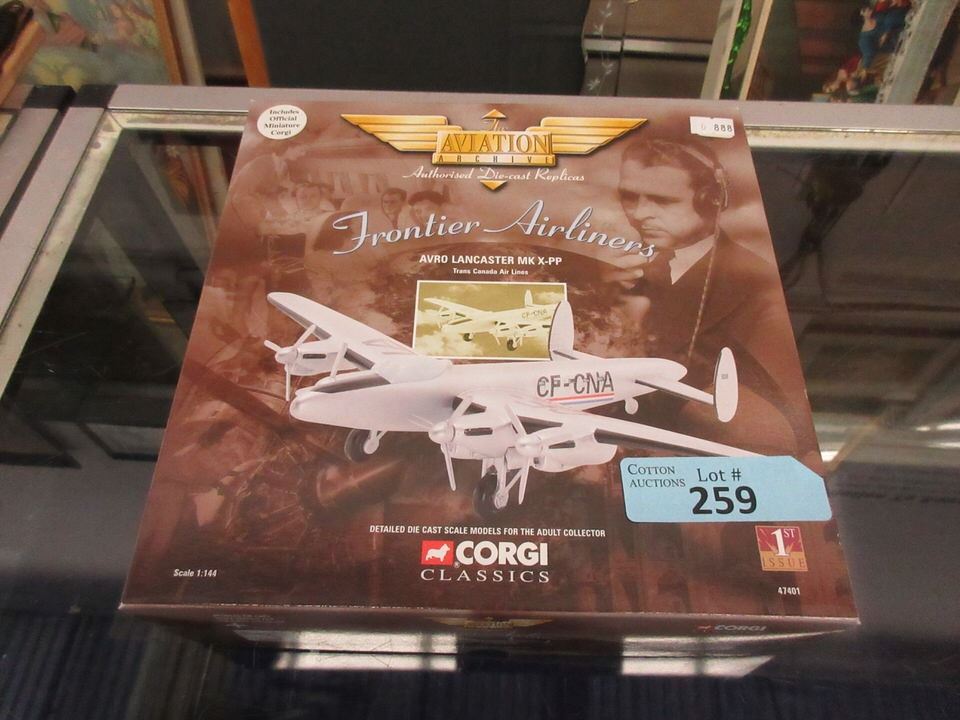 Includes
Official
Miniature
Corgi
The
AVIATION
ARCHIVE
Authorised Die-cast Replicas
888
Frontier Airliners
AVRO LANCASTER MK X-PP
Trans Canada Air Lines
CF-CNA
CF-CNA
COTTON
AUCTIONS
Lot #
259
DETAILED DIE CAST SCALE MODELS FOR THE ADULT COLLECTOR
CORGI
CLASSICS
1ST
ISSUE
Scale 1:144
47401
CORGI